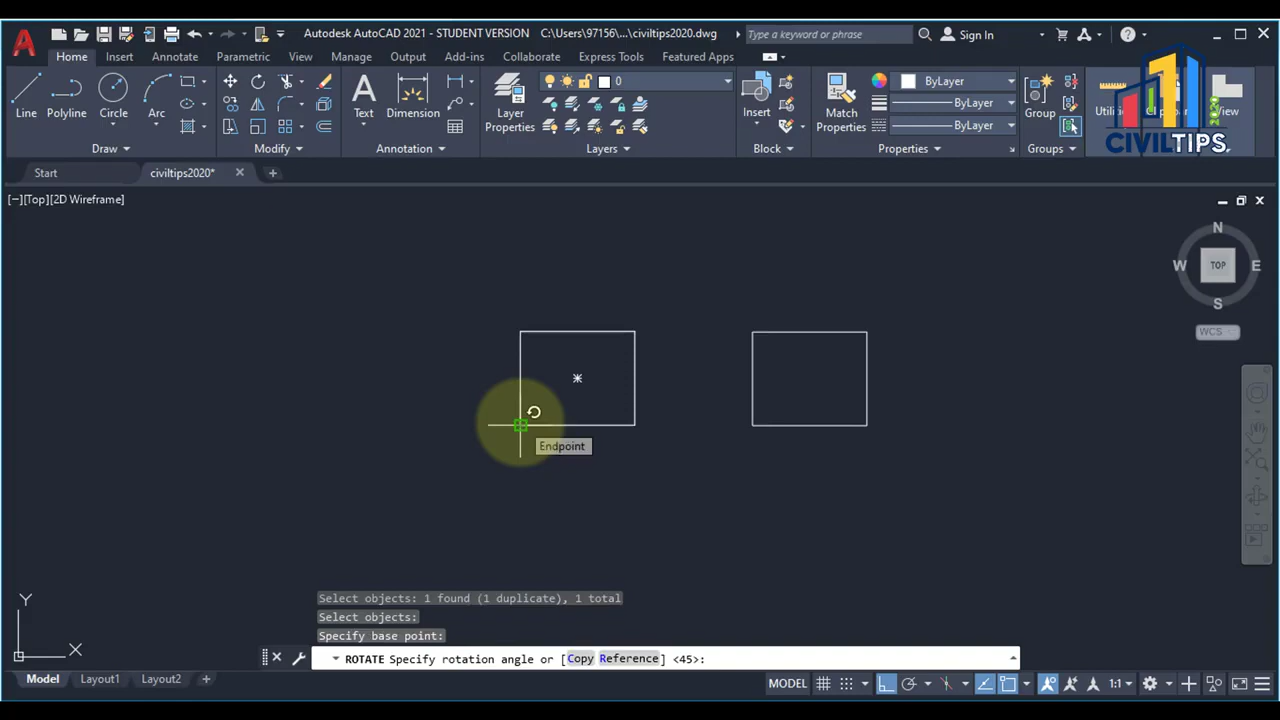 Autodesk AutoCAD 2021 - STUDENT VERSION C:\Users\97156\...\civiltips2020.dwg
Type a keyword or phrase
Sign In
Home Insert Annotate Parametric View Manage Output Add-ins Collaborate Express Tools Featured Apps
0
ByLayer
ByLayer
ByLayer
Line Polyline Circle Arc
Text Dimension
Layer Properties
Insert
Match Properties
Group
View
CIVILTIPS.
Draw Modify Annotation Layers Block Properties Groups
Start civiltips2020*
[−][Top][2D Wireframe]
N
W TOP E
S
WCS
Endpoint
Select objects: 1 found (1 duplicate), 1 total
Select objects:
Specify base point:
ROTATE Specify rotation angle or [Copy Reference] <45>:
Y
X
Model Layout1 Layout2
MODEL 1:1